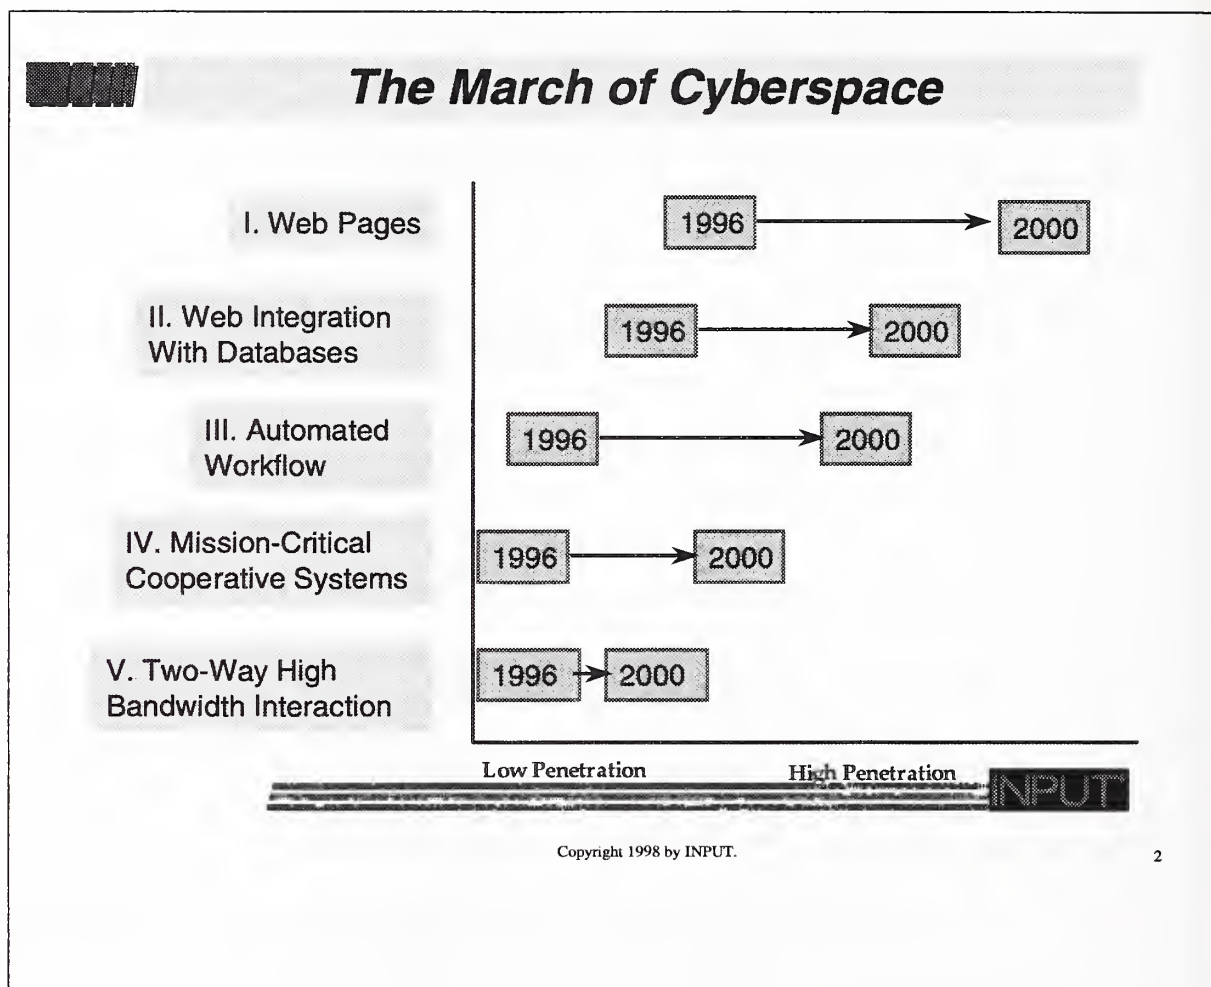 The March of Cyberspace
I. Web Pages
1996
2000
II. Web Integration
With Databases
1996
2000
III. Automated
Workflow
1996
2000
IV. Mission-Critical
Cooperative Systems
1996
2000
V. Two-Way High
Bandwidth Interaction
1996
2000
Low Penetration
High Penetration
INPUT
Copyright 1998 by INPUT.
2